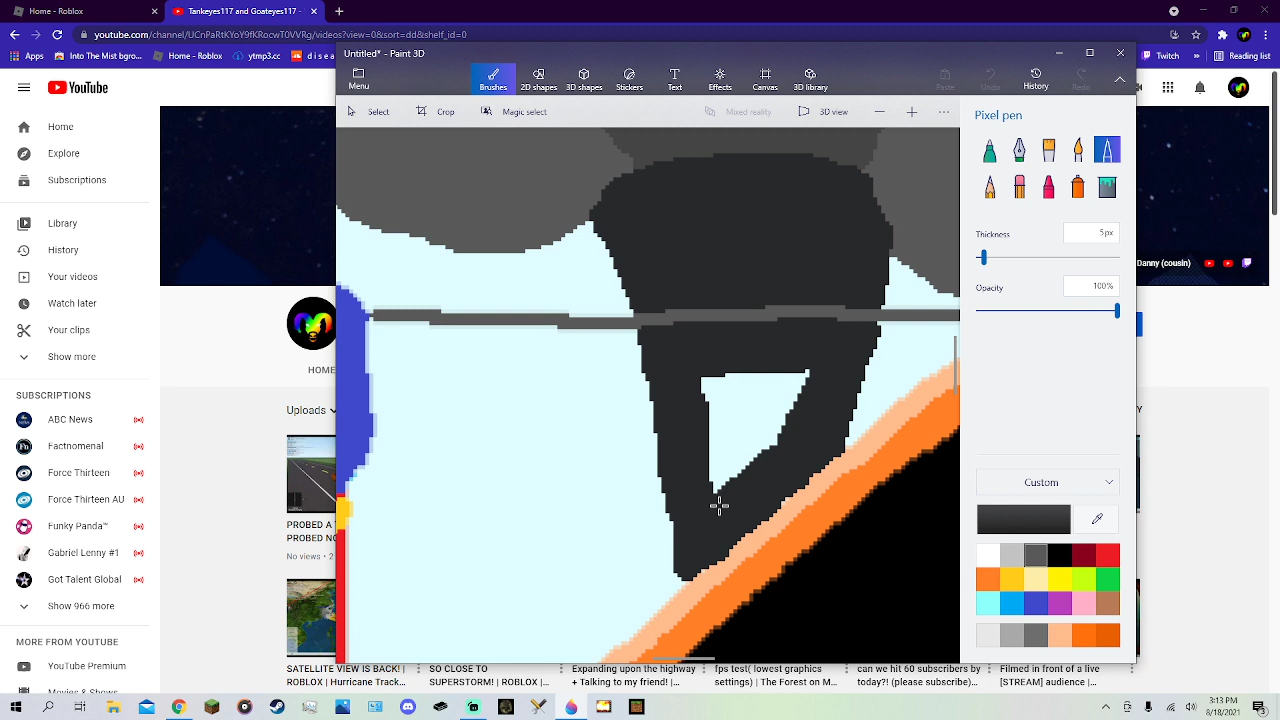 Home - Roblox
Tankeyes117 and Goateyes117 -
youtube.com/channel/UCnPaRtKYoY9fKRocwT0VVRg/videos?view=0&sort=dd&shelf_id=0
Apps
Into The Mist bgro...
Home - Roblox
ytmp3.cc
d i s e a
Twitch
Reading list
Untitled* - Paint 3D
Menu
Brushes
2D shapes
3D shapes
Stickers
Text
Effects
Canvas
3D library
Paste
Undo
History
Redo
Select
Crop
Magic select
Mixed reality
3D view
Pixel pen
Thickness
5px
Opacity
100%
Custom
YouTube
Home
Explore
Subscriptions
Library
History
Your videos
Watch later
Your clips
Show more
SUBSCRIPTIONS
ABC News
Factnomenal
Force Thirteen
Force Thirteen AU
Funky Panda™
Gabriel Lenny #1
Got Talent Global
Show 966 more
MORE FROM YOUTUBE
YouTube Premium
Danny (cousin)
HOME
Uploads
PROBED A
PROBED NO
No views • 2
SATELLITE VIEW IS BACK! |
ROBLOX | Hurricane Track...
SO CLOSE TO
SUPERSTORM! | ROBLOX |...
Expanding upon the highway
+ Talking to my friend! |...
fps test( lowest graphics
settings) | The Forest on M...
can we hit 60 subscribers by
today?! (please subscribe)...
Filmed in front of a live
[STREAM] audience |...
3:13 PM
8/18/2021